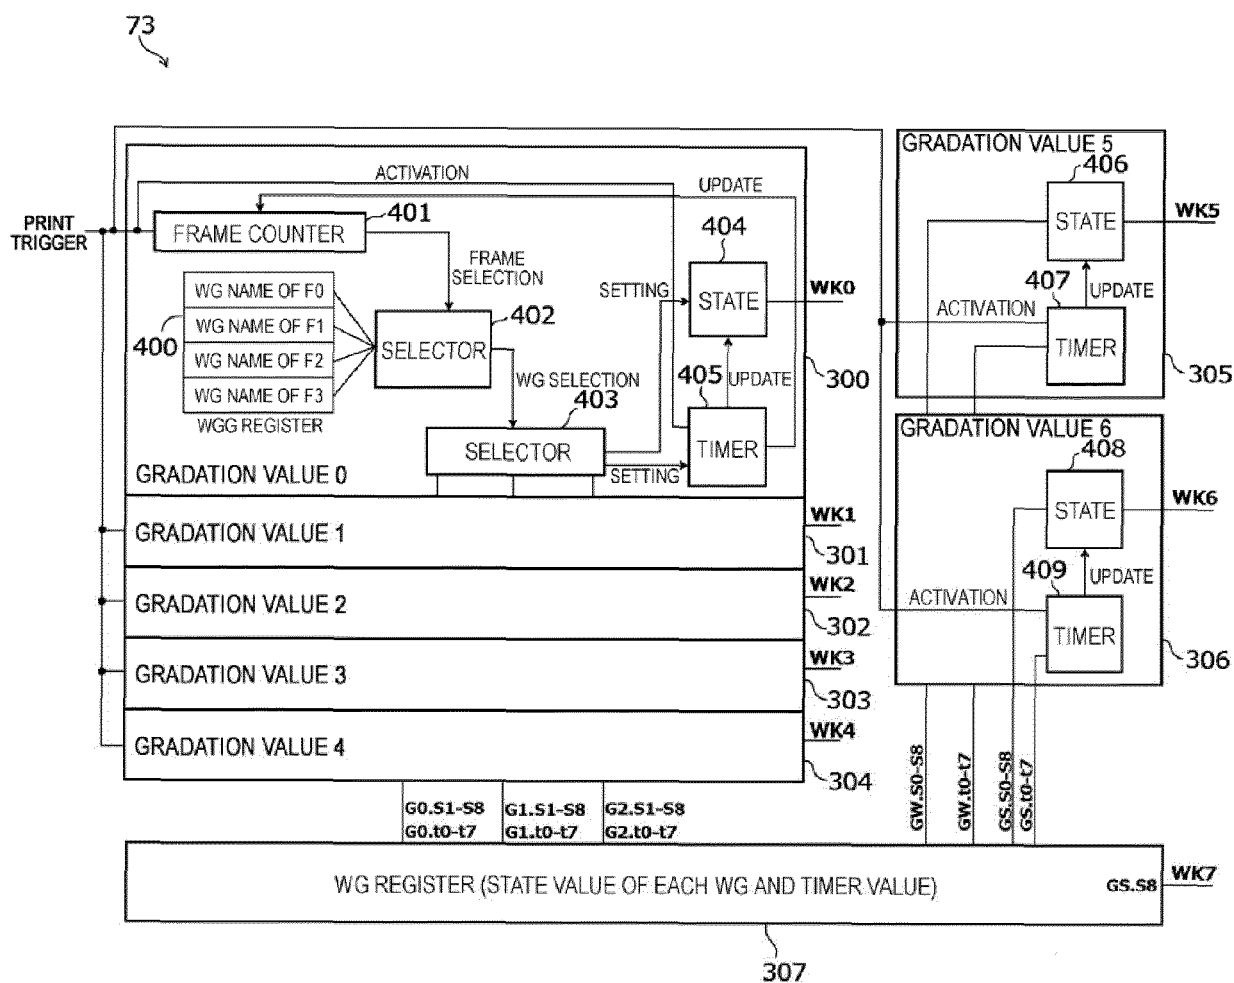 73
PRINT
TRIGGER
ACTIVATION
UPDATE
FRAME COUNTER
401
FRAME
SELECTION
404
WG NAME OF F0
WG NAME OF F1
WG NAME OF F2
WG NAME OF F3
400
WGG REGISTER
SELECTOR
402
SETTING
STATE
WK0
WG SELECTION
405
UPDATE
300
403
SELECTOR
SETTING
TIMER
GRADATION VALUE 0
GRADATION VALUE 1
WK1
301
GRADATION VALUE 2
WK2
302
GRADATION VALUE 3
WK3
303
GRADATION VALUE 4
WK4
304
GRADATION VALUE 5
406
STATE
WK5
407
UPDATE
ACTIVATION
TIMER
305
GRADATION VALUE 6
408
STATE
WK6
409
UPDATE
ACTIVATION
TIMER
306
G0.S1-S8
G0.t0-t7
G1.S1-S8
G1.t0-t7
G2.S1-S8
G2.t0-t7
GW.S0-S8
GW.t0-t7
GS.S0-S8
GS.t0-t7
WG REGISTER (STATE VALUE OF EACH WG AND TIMER VALUE)
GS.S8
WK7
307